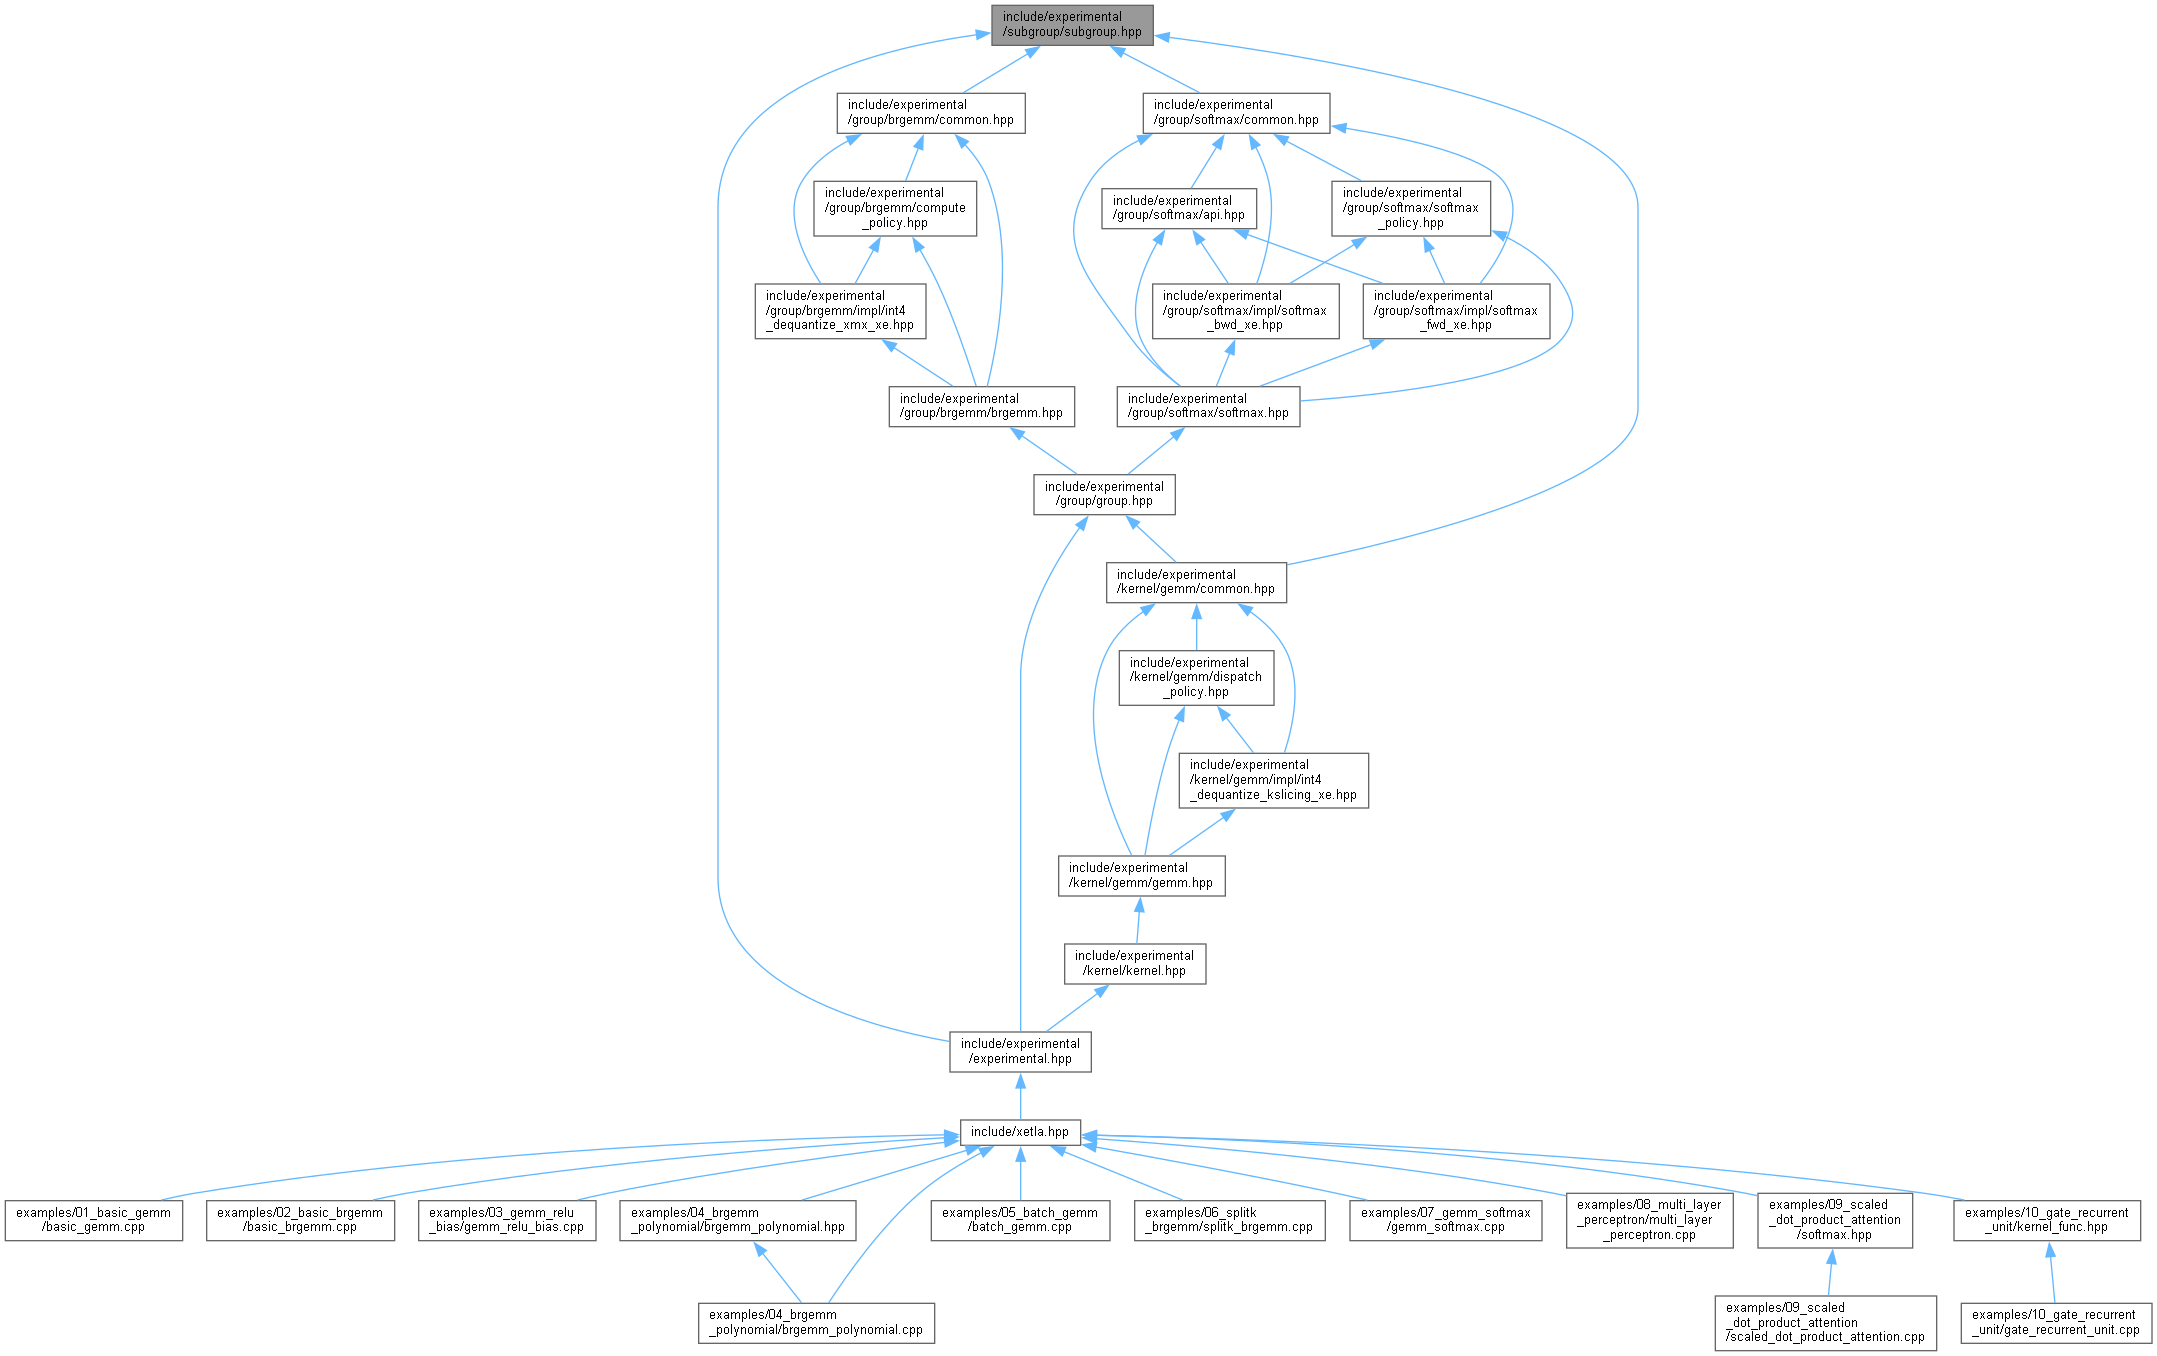 include/experimental
/subgroup/subgroup.hpp
include/experimental
/group/brgemm/common.hpp
include/experimental
/group/softmax/common.hpp
include/experimental
/group/brgemm/compute
_policy.hpp
include/experimental
/group/softmax/api.hpp
include/experimental
/group/softmax/softmax
_policy.hpp
include/experimental
/group/brgemm/impl/int4
_dequantize_xmx_xe.hpp
include/experimental
/group/softmax/impl/softmax
_bwd_xe.hpp
include/experimental
/group/softmax/impl/softmax
_fwd_xe.hpp
include/experimental
/group/brgemm/brgemm.hpp
include/experimental
/group/softmax/softmax.hpp
include/experimental
/group/group.hpp
include/experimental
/kernel/gemm/common.hpp
include/experimental
/kernel/gemm/dispatch
_policy.hpp
include/experimental
/kernel/gemm/impl/int4
_dequantize_kslicing_xe.hpp
include/experimental
/kernel/gemm/gemm.hpp
include/experimental
/kernel/kernel.hpp
include/experimental
/experimental.hpp
include/xetla.hpp
examples/01_basic_gemm
/basic_gemm.cpp
examples/02_basic_brgemm
/basic_brgemm.cpp
examples/03_gemm_relu
_bias/gemm_relu_bias.cpp
examples/04_brgemm
_polynomial/brgemm_polynomial.hpp
examples/05_batch_gemm
/batch_gemm.cpp
examples/06_splitk
_brgemm/splitk_brgemm.cpp
examples/07_gemm_softmax
/gemm_softmax.cpp
examples/08_multi_layer
_perceptron/multi_layer
_perceptron.cpp
examples/09_scaled
_dot_product_attention
/softmax.hpp
examples/10_gate_recurrent
_unit/kernel_func.hpp
examples/04_brgemm
_polynomial/brgemm_polynomial.cpp
examples/09_scaled
_dot_product_attention
/scaled_dot_product_attention.cpp
examples/10_gate_recurrent
_unit/gate_recurrent_unit.cpp